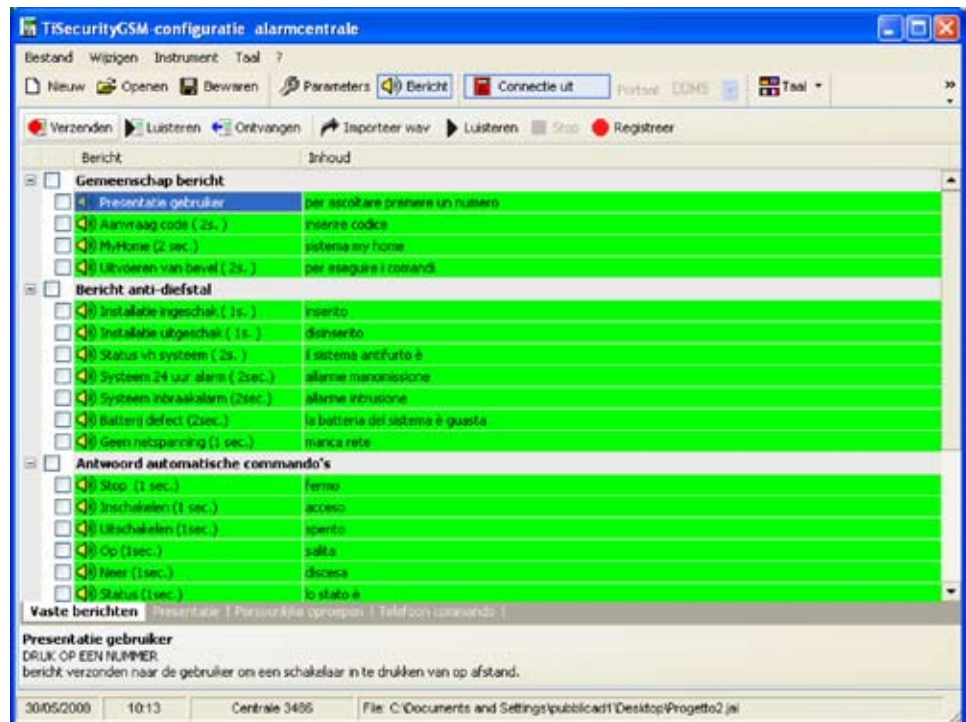 TiSecurityGSM-configuratie alarmcentrale
Bestand Wijzigen Instrument Taal ?
Nieuw Openen Bewaren Parameters Bericht Connectie uit Portaal COM5 Taal »
Verzenden Luisteren Ontvangen Importeer wav Luisteren Stop Registreer
Bericht Inhoud
Gemeenschap bericht
Presentatie gebruiker per ascoltare premere un numero
Aanvraag code ( 2s. ) inserire codice
MyHome (2 sec.) sistema my home
Uitvoeren van bevel ( 2s. ) per eseguire i comandi
Bericht anti-diefstal
Installatie ingeschak ( 1s. ) inserito
Installatie uitgeschak ( 1s. ) disinserito
Status vh systeem ( 2s. ) il sistema antifurto è
Systeem 24 uur alarm ( 2sec.) allarme manomissione
Systeem inbraakalarm (2sec.) allarme intrusione
Batterij defect (2sec.) la batteria del sistema è guasta
Geen netspanning (1 sec.) manca rete
Antwoord automatische commando's
Stop (1 sec.) fermo
Inschakelen (1 sec.) acceso
Uitschakelen (1sec.) spento
Op (1sec.) salita
Neer (1sec.) discesa
Status (1sec.) lo stato è
Vaste berichten Presentatie | Persoonlijke oproepen | Telefoon commando |
Presentatie gebruiker
DRUK OP EEN NUMMER
bericht verzonden naar de gebruiker om een schakelaar in te drukken van op afstand.
30/05/2008 10:13 Centrale 3486 File: C:\Documents and Settings\pubblicad1\Desktop\Progetto2.jai